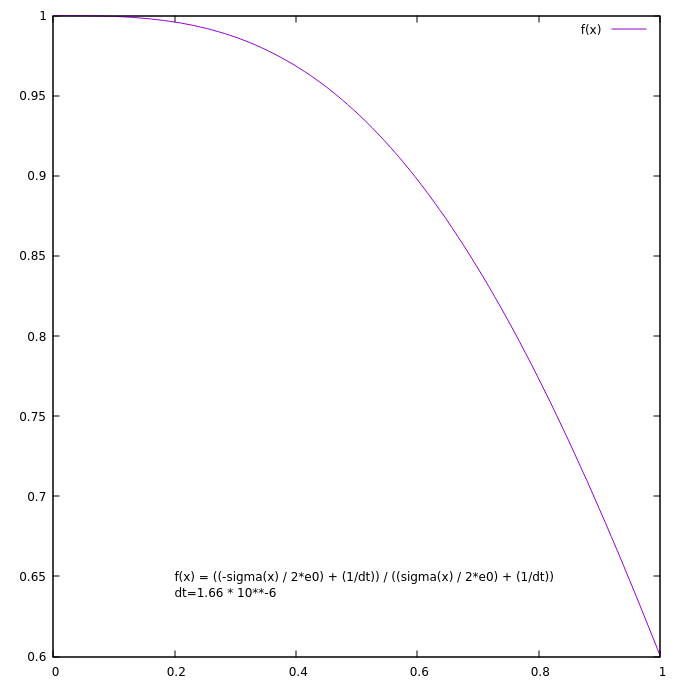 1
f(x)
0.95
0.9
0.85
0.8
0.75
0.7
0.65
f(x) = ((-sigma(x) / 2*e0) + (1/dt)) / ((sigma(x) / 2*e0) + (1/dt))
dt=1.66 * 10**-6
0.6
0 0.2 0.4 0.6 0.8 1